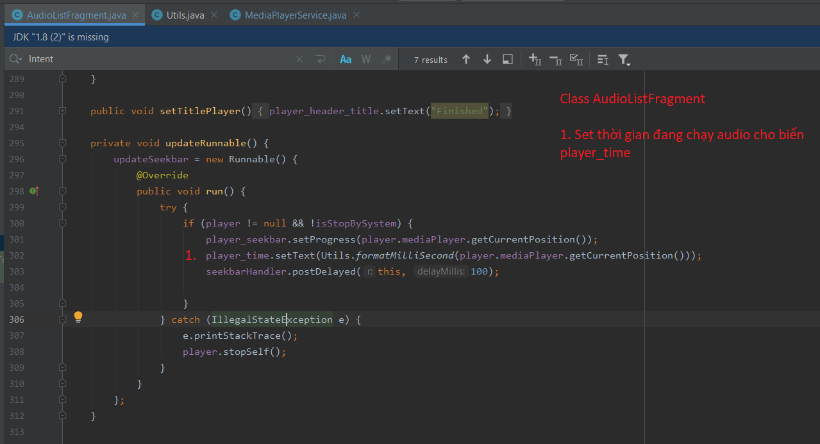 AudioListFragment.java × Utils.java × MediaPlayerService.java ×
JDK "1.8 (2)" is missing
Intent × Aa W .* 7 results
289 }
290
291 public void setTitlePlayer() { player_header_title.setText("Finished"); }
Class AudioListFragment
294
1. Set thời gian đang chạy audio cho biến
295 private void updateRunnable() {
player_time
296 updateSeekbar = new Runnable() {
297 @Override
298 public void run() {
299 try {
300 if (player != null && !isStopBySystem) {
301 player_seekbar.setProgress(player.mediaPlayer.getCurrentPosition());
302 1. player_time.setText(Utils.formatMilliSecond(player.mediaPlayer.getCurrentPosition()));
303 seekbarHandler.postDelayed( r: this, delayMillis: 100);
304
305 }
306 } catch (IllegalStateException e) {
307 e.printStackTrace();
308 player.stopSelf();
309 }
310 }
311 };
312 }
313